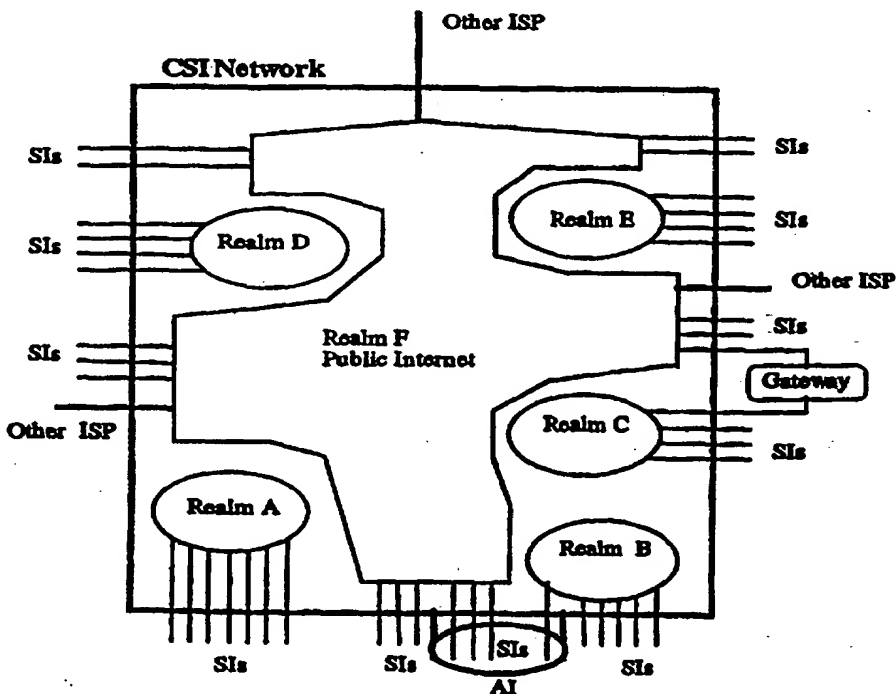 Other ISP
CSI Network
SIs
SIs
Realm D
Realm E
SIs
SIs
Other ISP
Realm F
Public Internet
SIs
SIs
Gateway
Other ISP
Realm C
SIs
Realm A
Realm B
SIs
SIs
SIs
SIs
AI